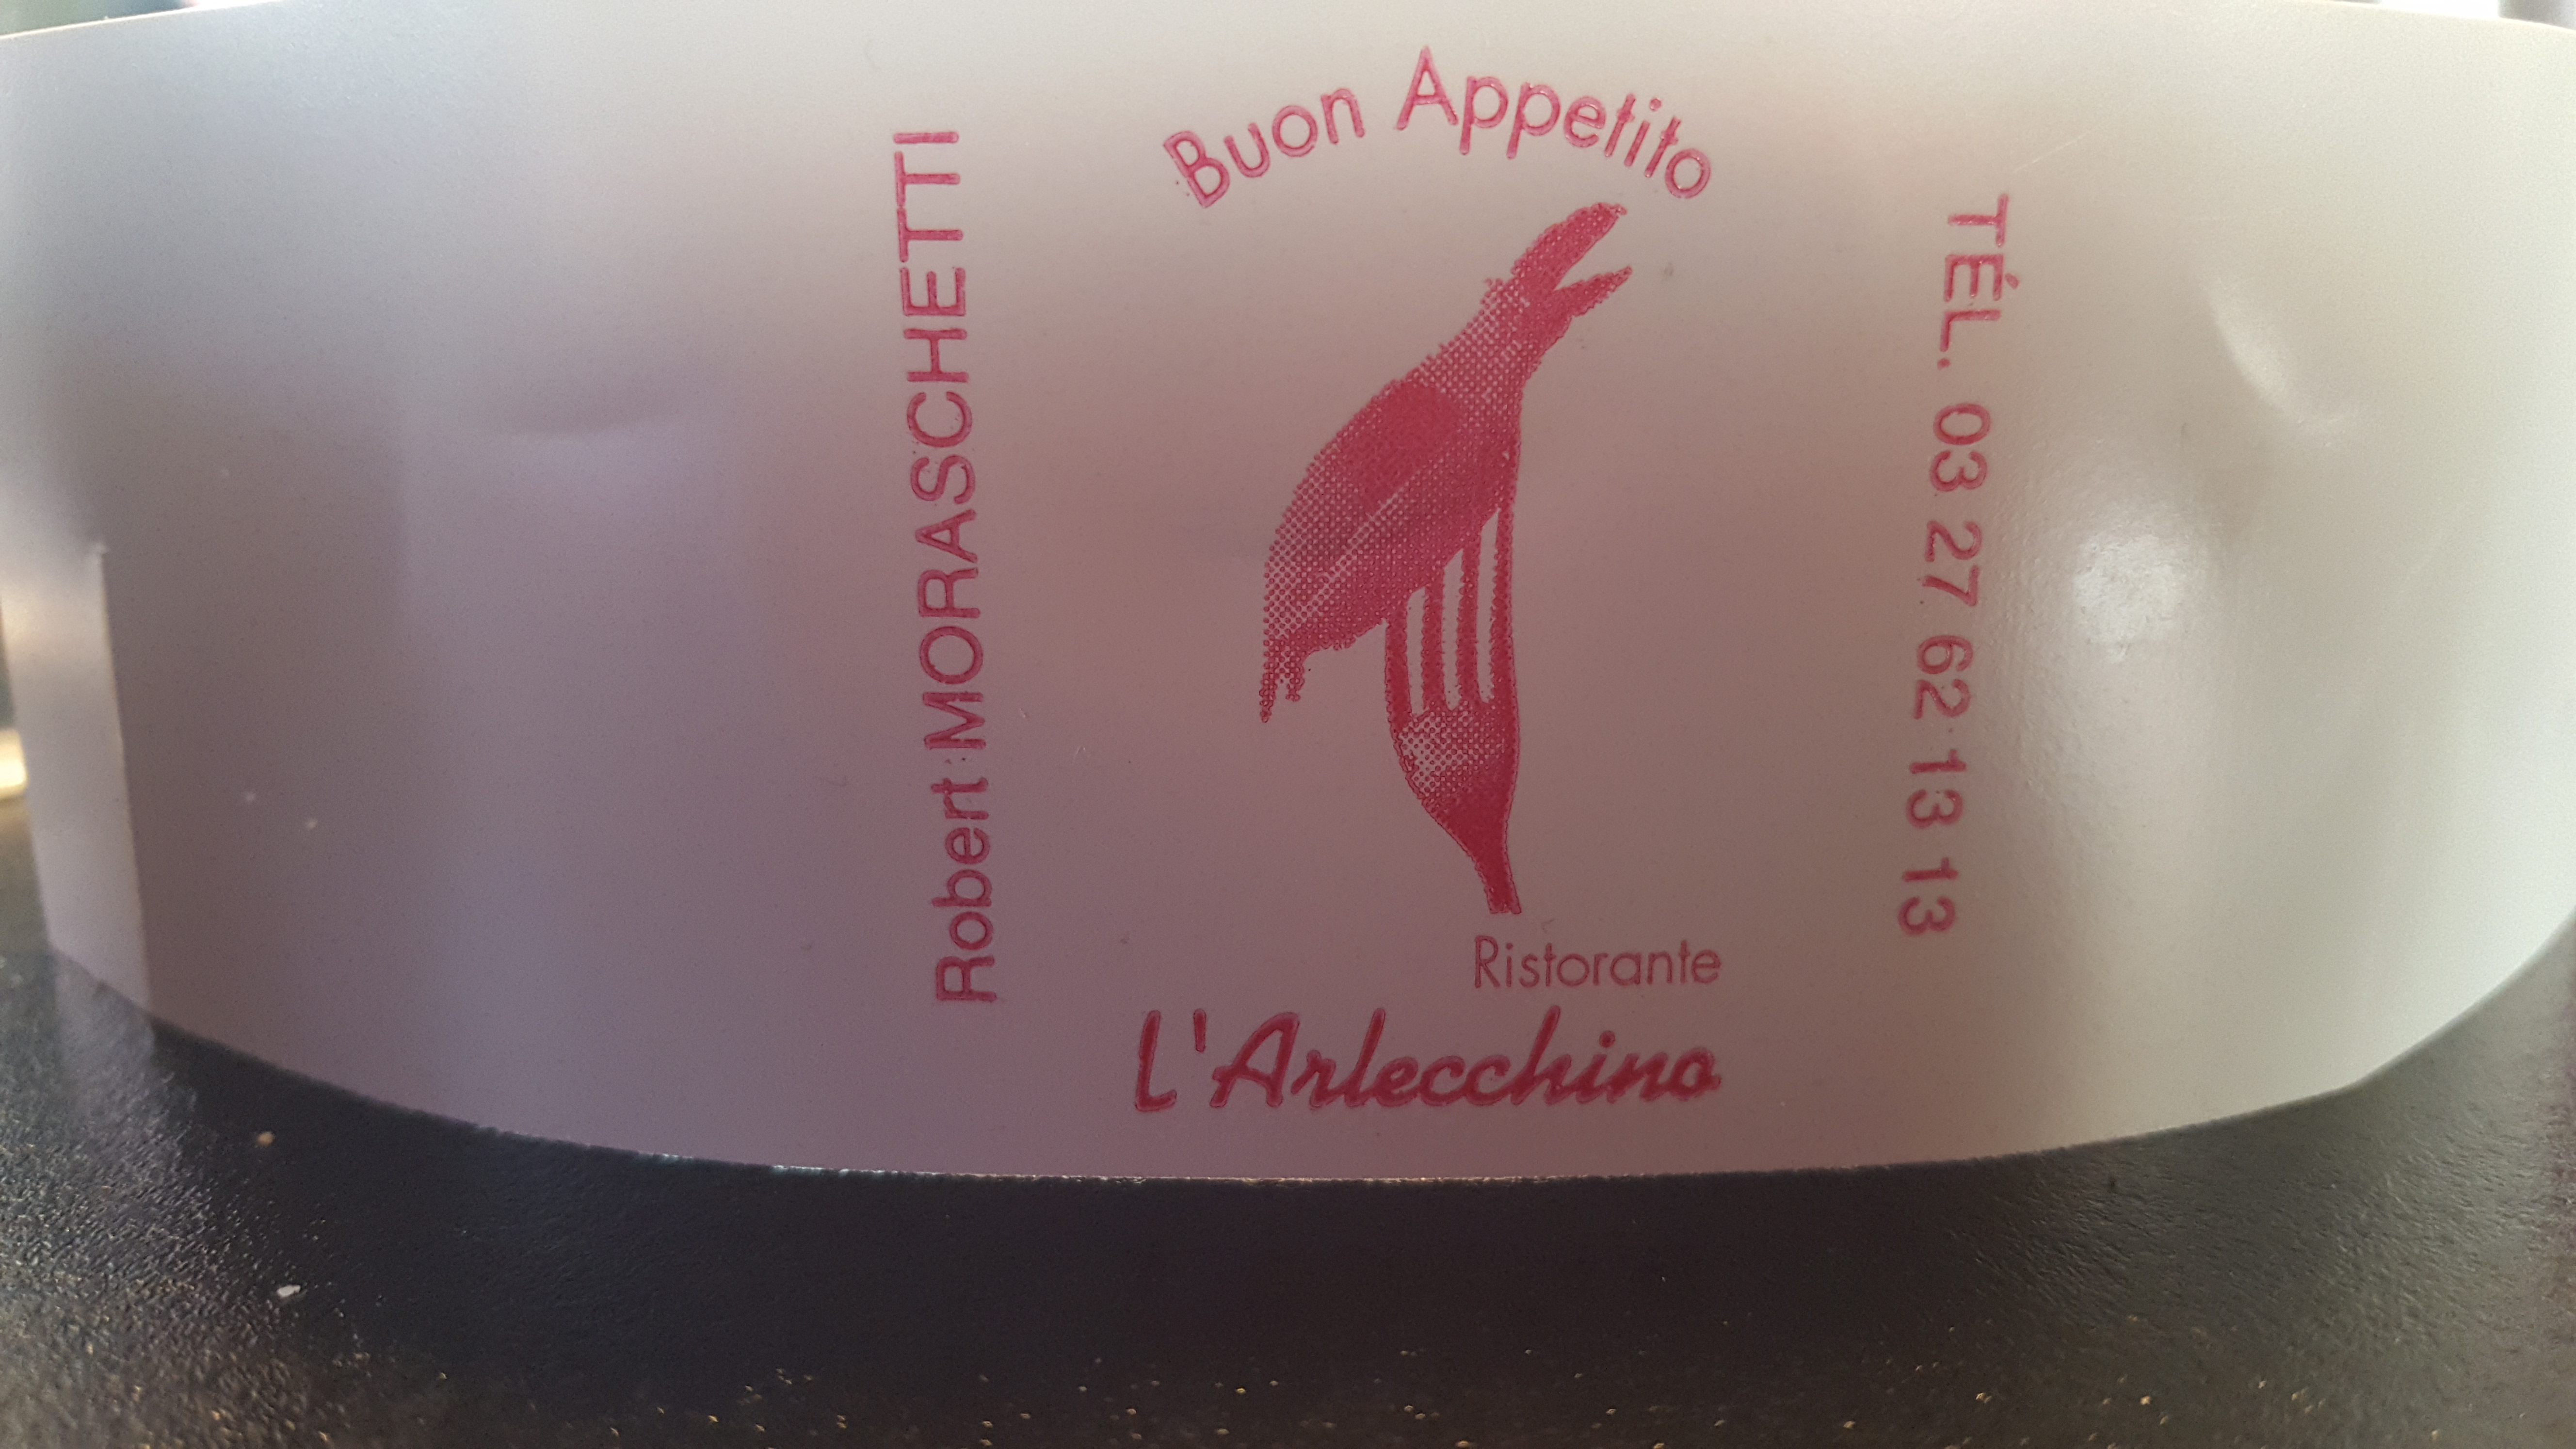 Buon Appetito
Robert MORASCHETTI
TÉL. 03 27 62 13 13
Ristorante
L'Arlecchino